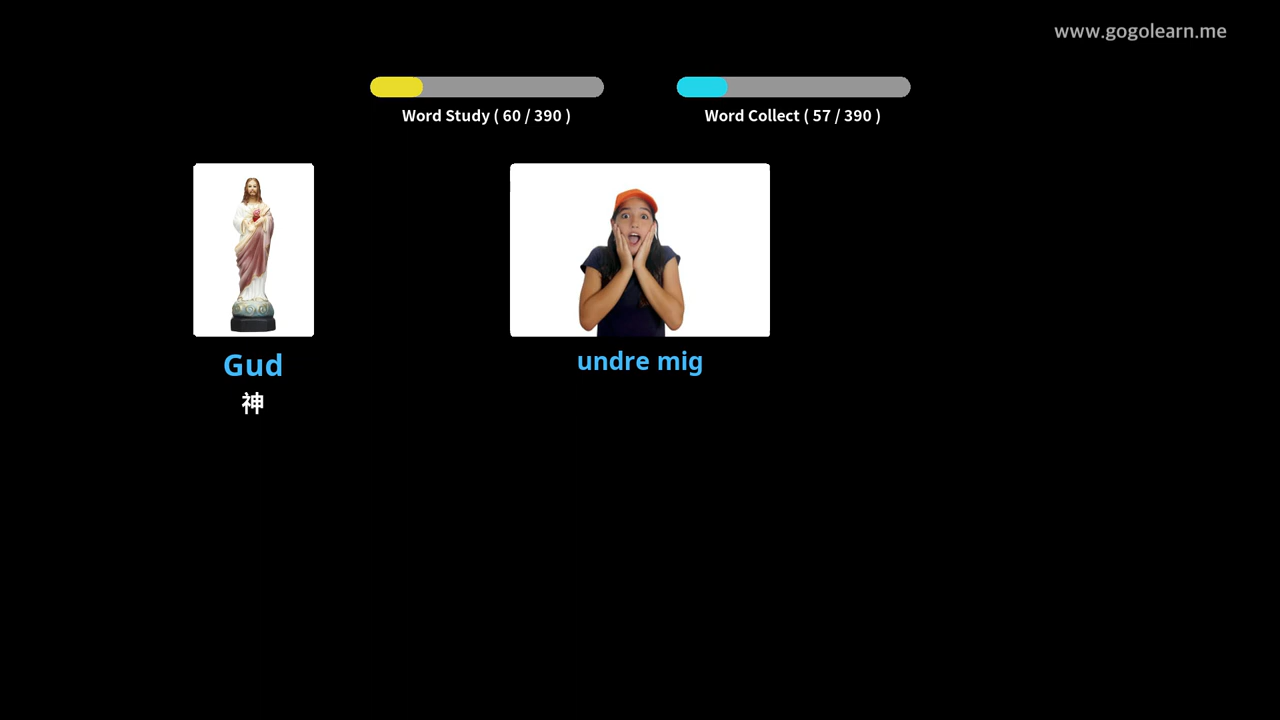 www.gogolearn.me
Word Study ( 60 / 390 )
Word Collect ( 57 / 390 )
Gud
神
undre mig